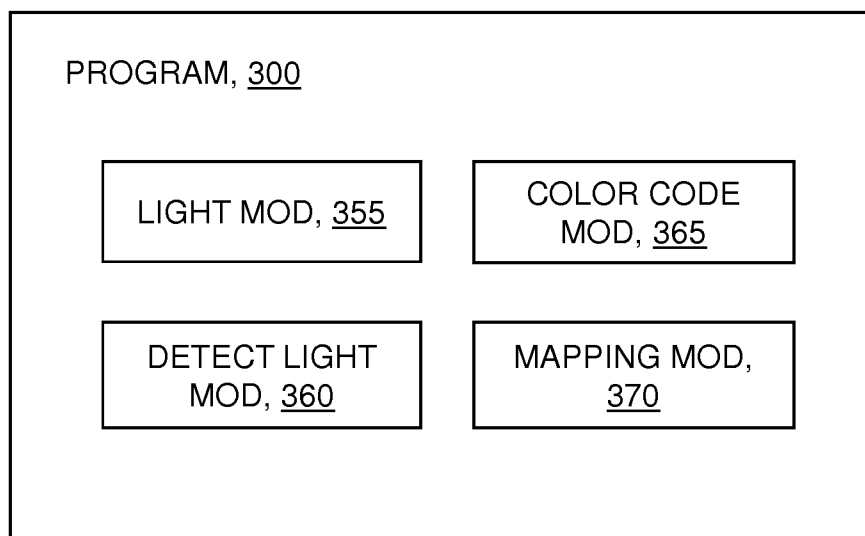 PROGRAM, 300
LIGHT MOD, 355
COLOR CODE
MOD, 365
DETECT LIGHT
MOD, 360
MAPPING MOD,
370